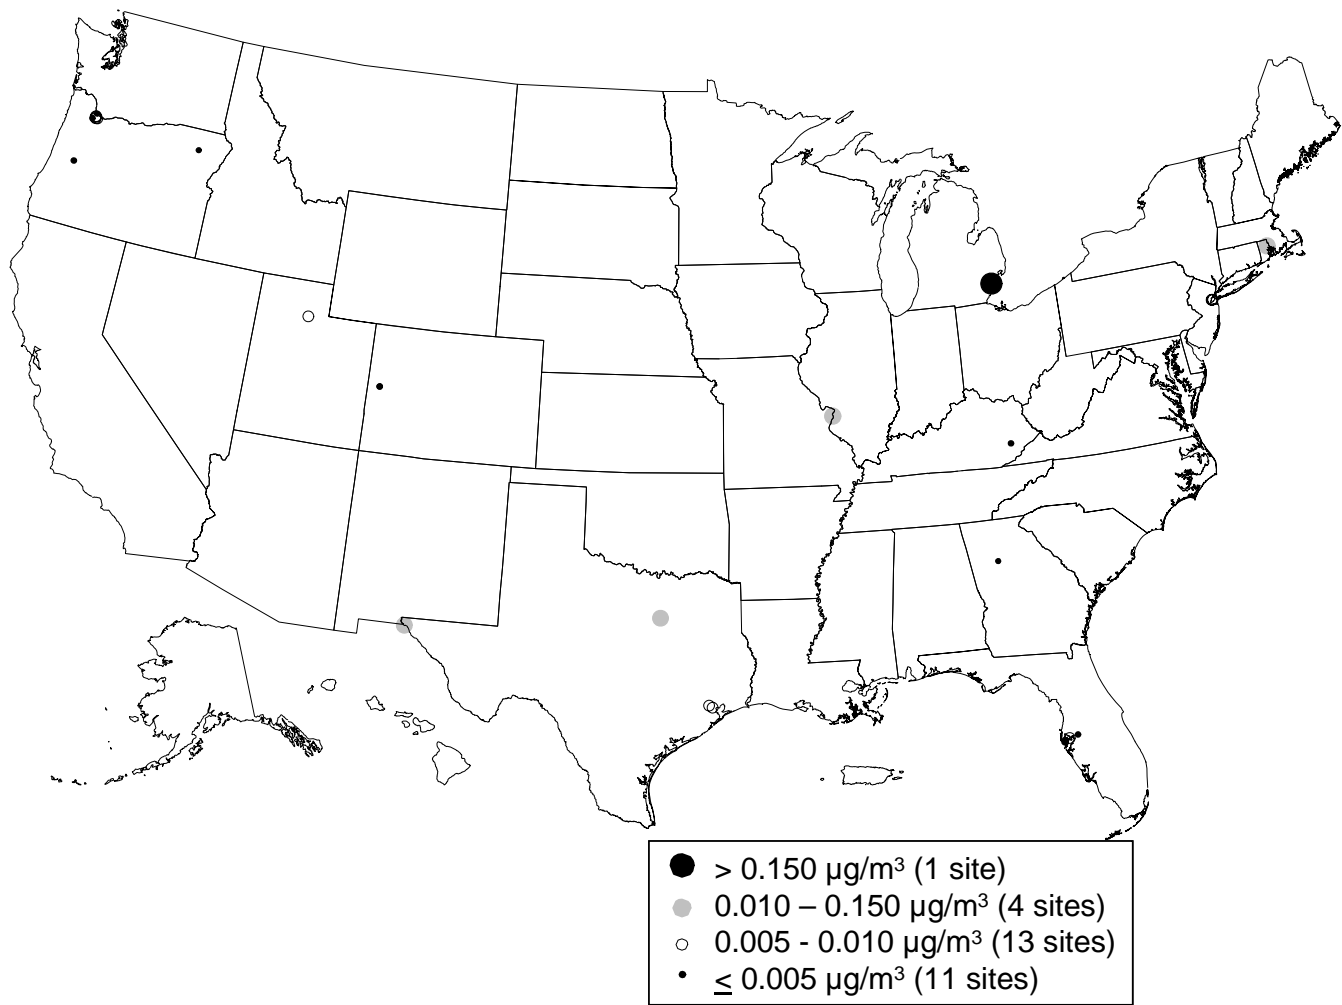 > 0.150 µg/m³ (1 site)
0.010 – 0.150 µg/m³ (4 sites)
0.005 - 0.010 µg/m³ (13 sites)
≤ 0.005 µg/m³ (11 sites)